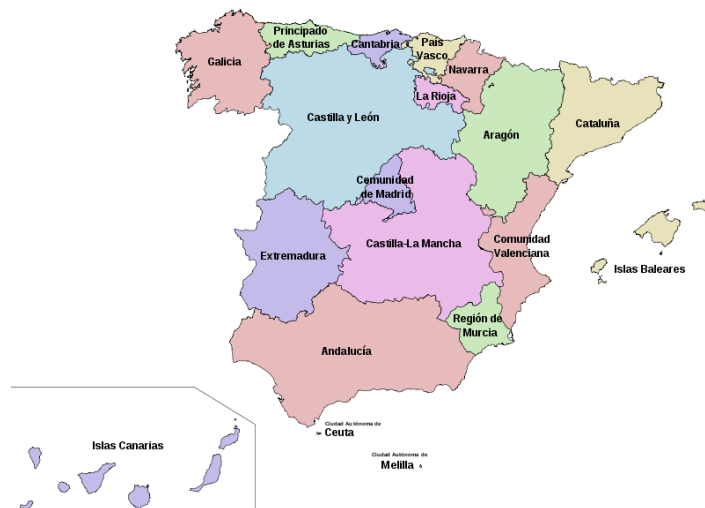 Principado
de Asturias
Cantabria
País
Vasco
Galicia
Navarra
La Rioja
Castilla y León
Aragón
Cataluña
Comunidad
de Madrid
Castilla-La Mancha
Comunidad
Valenciana
Extremadura
Islas Baleares
Región de
Murcia
Andalucía
Ciudad Autónoma de
Ceuta
Islas Canarias
Ciudad Autónoma de
Melilla